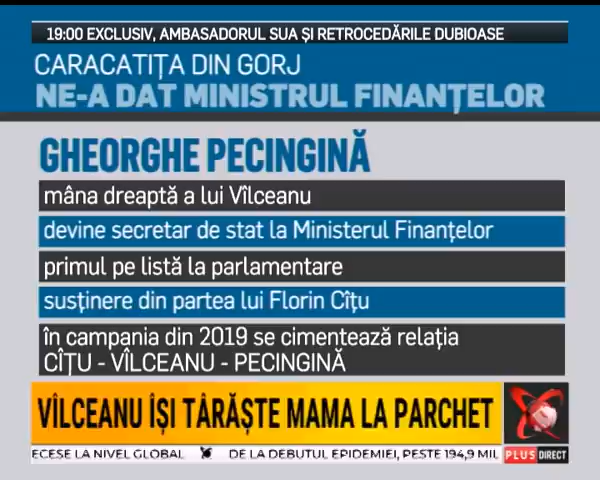 19:00 EXCLUSIV, AMBASADORUL SUA ȘI RETROCEDĂRILE DUBIOASE
CARACATIȚA DIN GORJ
NE-A DAT MINISTRUL FINANȚELOR
GHEORGHE PECINGINĂ
mâna dreaptă a lui Vîlceanu
devine secretar de stat la Ministerul Finanțelor
primul pe listă la parlamentare
susținere din partea lui Florin Cîțu
în campania din 2019 se cimentează relația
CÎȚU - VÎLCEANU - PECINGINĂ
VÎLCEANU ÎȘI TÂRĂȘTE MAMA LA PARCHET
ECESE LA NIVEL GLOBAL DE LA DEBUTUL EPIDEMIEI, PESTE 194,9 MIL
PLUS DIRECT